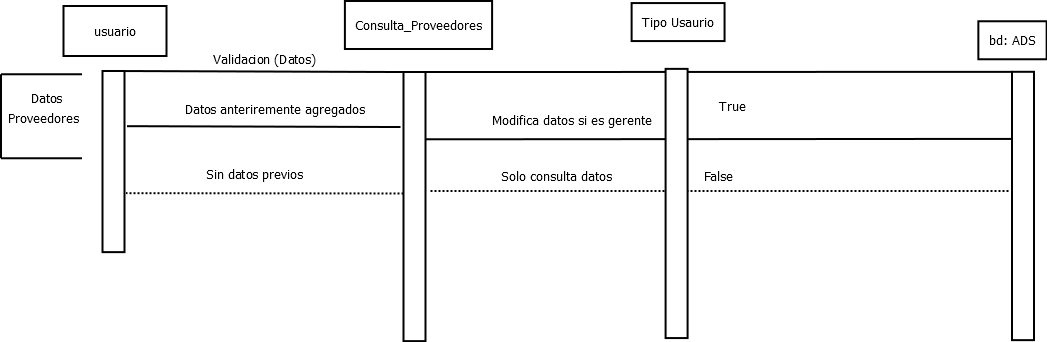 usuario
Consulta_Proveedores
Tipo Usaurio
bd: ADS
Validacion (Datos)
Datos
Proveedores
Datos anteriremente agregados
Modifica datos si es gerente
True
Sin datos previos
Solo consulta datos
False